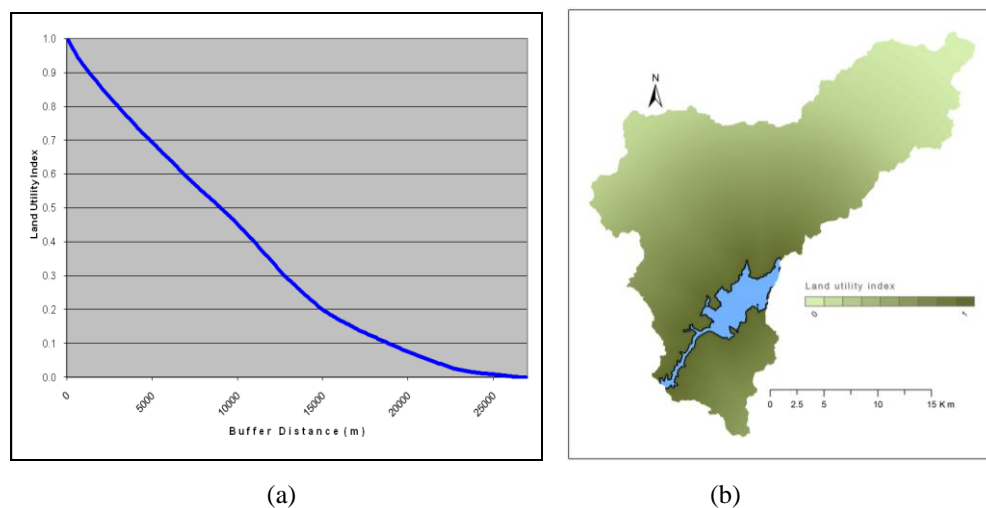 1.0
0.9
0.8
0.7
0.6
0.5
0.4
0.3
0.2
0.1
0.0
Land Utility Index
0 5000 10000 15000 20000 25000
Buffer Distance (m)
N
Land utility index
0 1
0 2.5 5 10 15 Km
(a) (b)